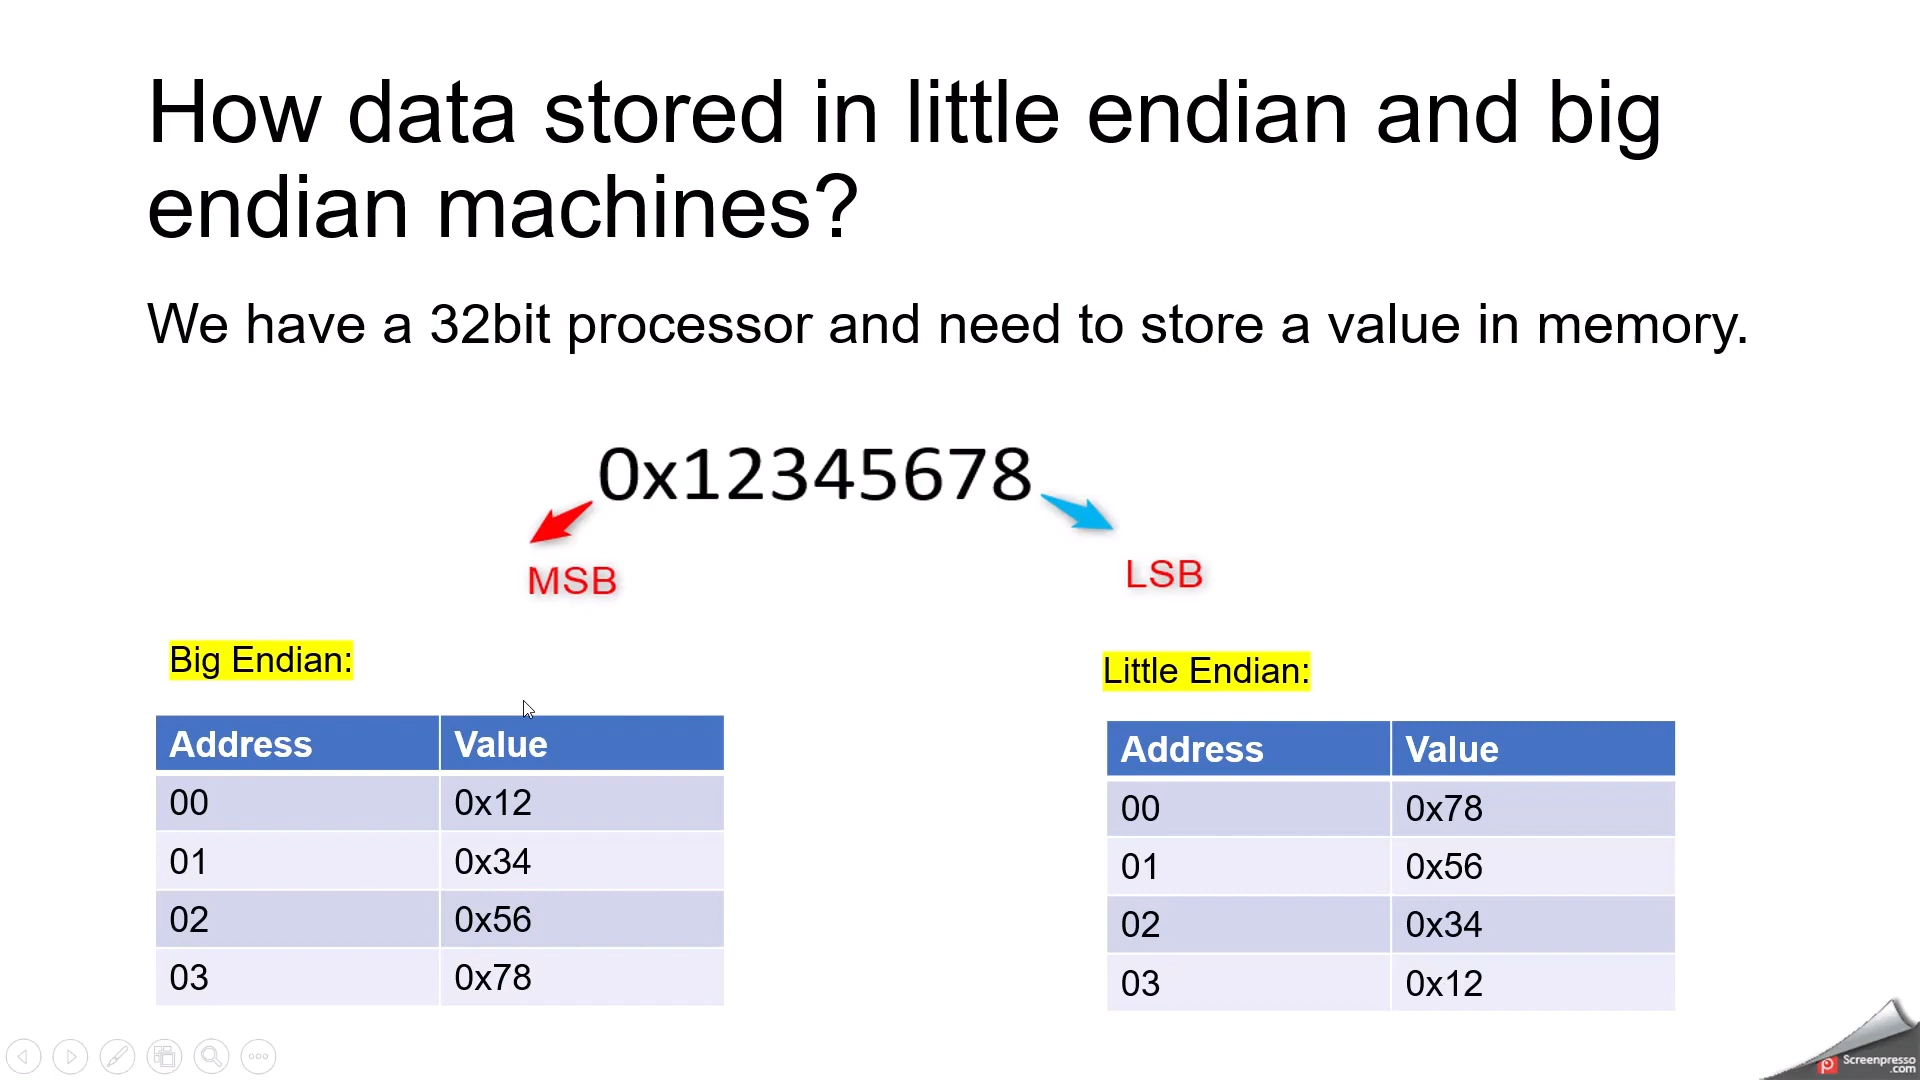 How data stored in little endian and big
endian machines?
We have a 32bit processor and need to store a value in memory.
0x12345678
MSB
LSB
Big Endian:
Address Value
00 0x12
01 0x34
02 0x56
03 0x78
Little Endian:
Address Value
00 0x78
01 0x56
02 0x34
03 0x12
Screenpresso
.com